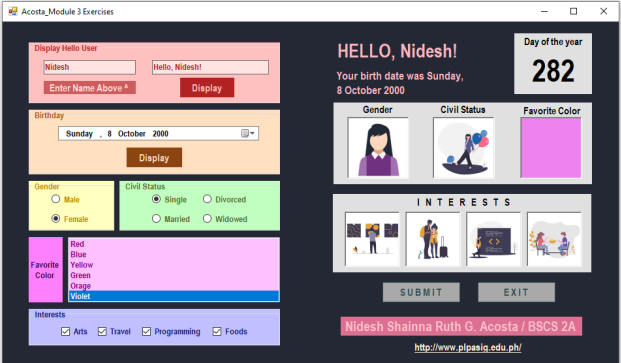 Acosta_Module 3 Exercises
Display Hello User
Nidesh
Hello, Nidesh!
Enter Name Above ^
Display
Birthday
Sunday , 8 October 2000
Display
Gender
Male
Female
Civil Status
Single
Divorced
Married
Widowed
Favorite
Color
Red
Blue
Yellow
Green
Orage
Violet
Interests
Arts
Travel
Programming
Foods
HELLO, Nidesh!
Your birth date was Sunday,
8 October 2000
Day of the year
282
Gender
Civil Status
Favorite Color
INTERESTS
SUBMIT
EXIT
Nidesh Shainna Ruth G. Acosta / BSCS 2A
http://www.plpasig.edu.ph/